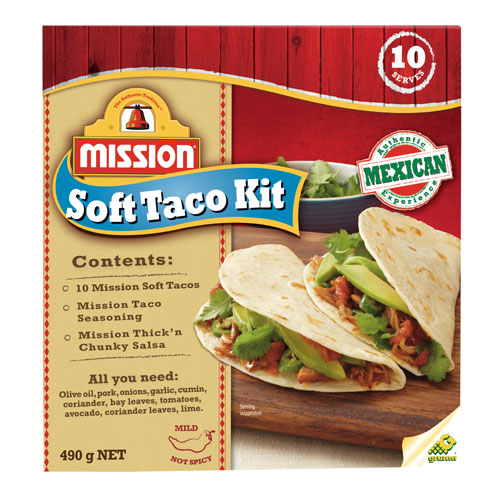 10
SERVES
The Authentic Tradition™
MISSION®
Soft Taco Kit
Authentic
MEXICAN
Experience
Contents:
10 Mission Soft Tacos
Mission Taco
Seasoning
Mission Thick'n
Chunky Salsa
All you need:
Olive oil, pork, onions, garlic, cumin,
coriander, bay leaves, tomatoes,
avocado, coriander leaves, lime.
MILD
NOT SPICY
490 g NET
Serving
suggestion
gruma